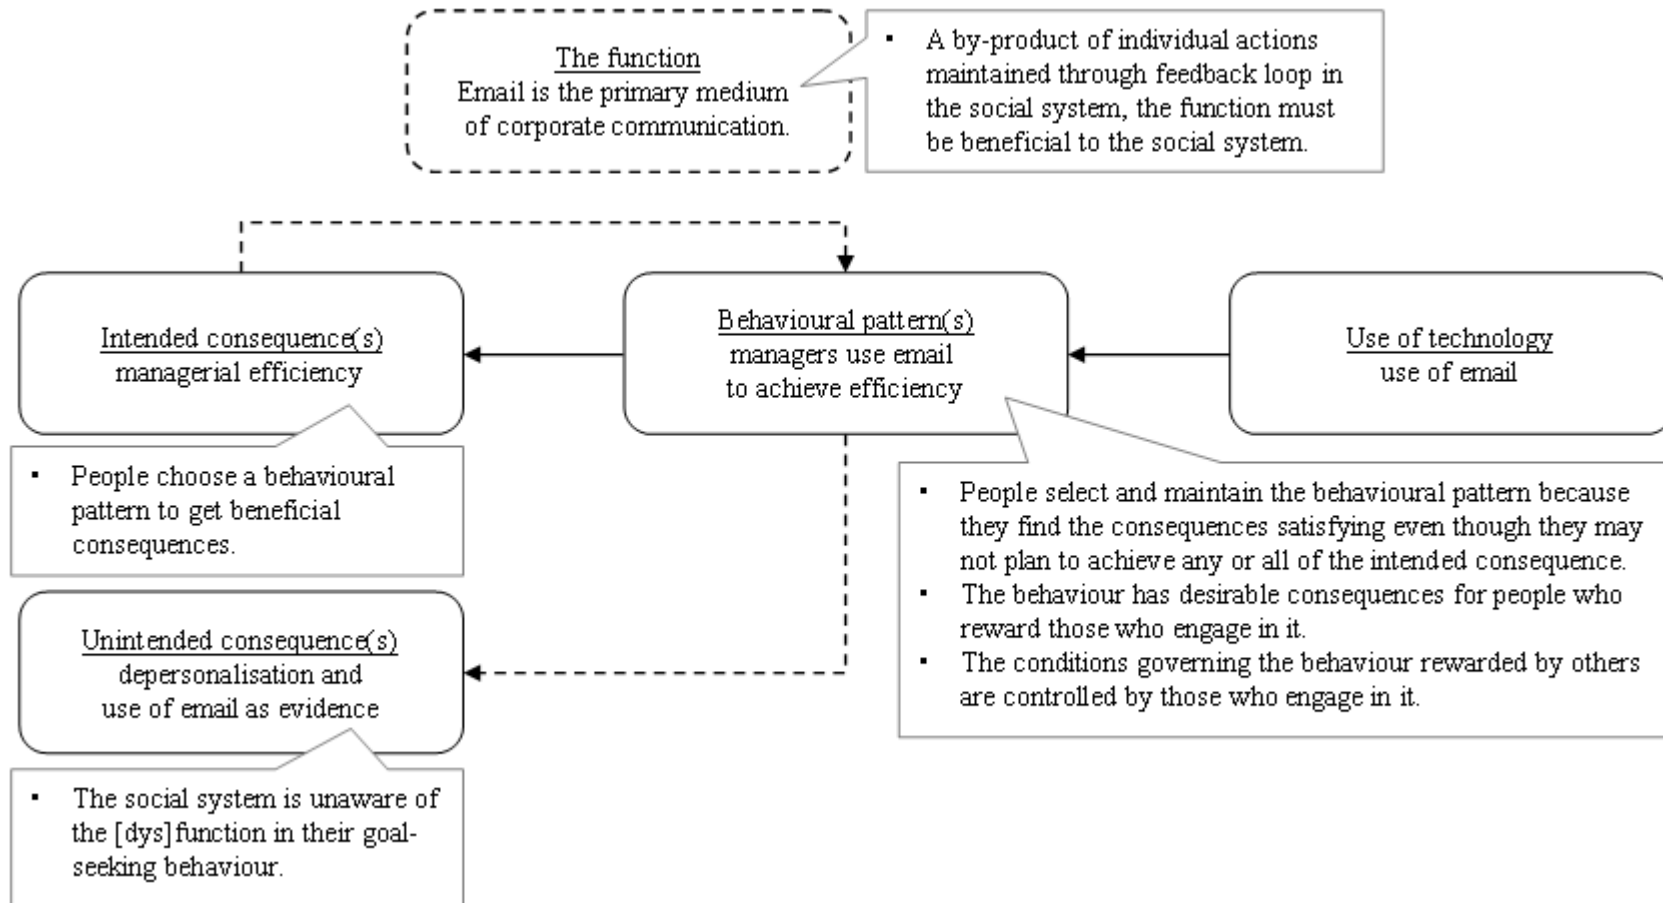 The function
Email is the primary medium
of corporate communication.
▪ A by-product of individual actions
maintained through feedback loop in
the social system, the function must
be beneficial to the social system.
Intended consequence(s)
managerial efficiency
Behavioural pattern(s)
managers use email
to achieve efficiency
Use of technology
use of email
▪ People choose a behavioural
pattern to get beneficial
consequences.
▪ People select and maintain the behavioural pattern because
they find the consequences satisfying even though they may
not plan to achieve any or all of the intended consequence.
▪ The behaviour has desirable consequences for people who
reward those who engage in it.
▪ The conditions governing the behaviour rewarded by others
are controlled by those who engage in it.
Unintended consequence(s)
depersonalisation and
use of email as evidence
▪ The social system is unaware of
the [dys]function in their goal-
seeking behaviour.